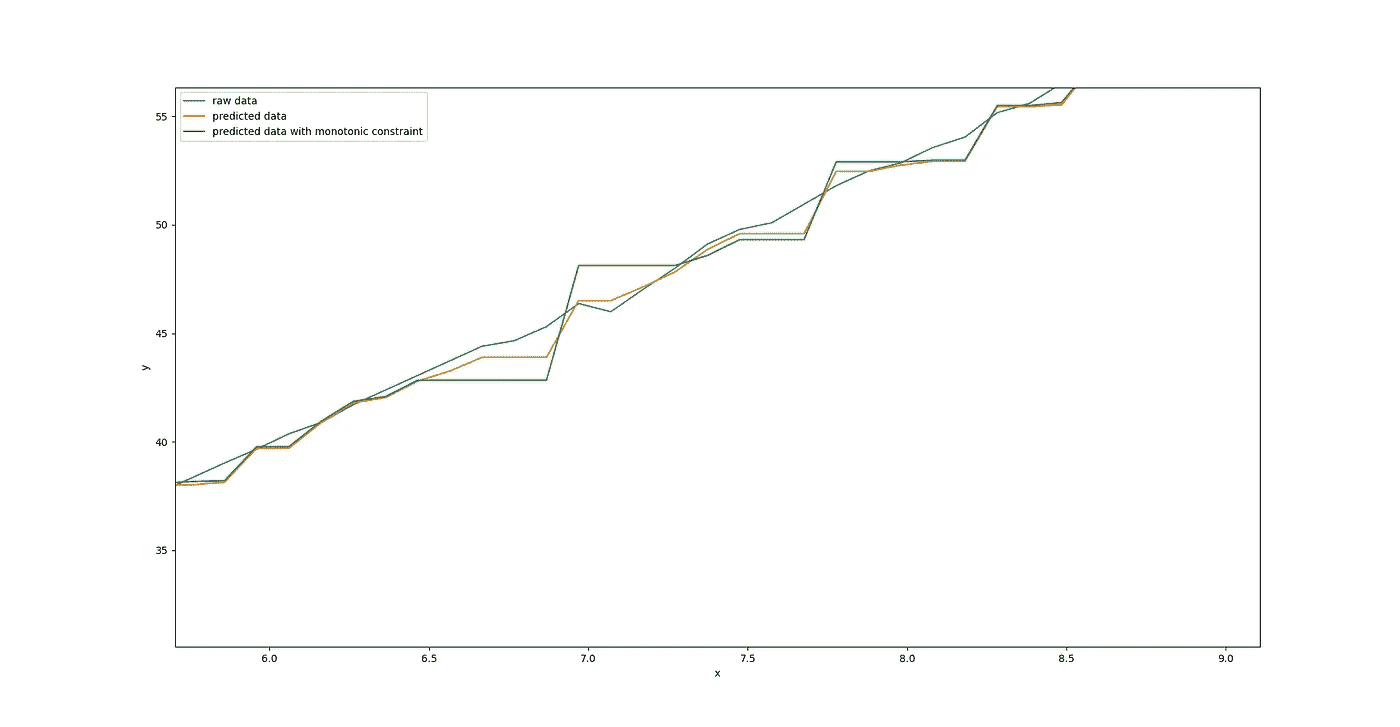 raw data
predicted data
predicted data with monotonic constraint
55
50
45
40
35
y
6.0 6.5 7.0 7.5 8.0 8.5 9.0
x